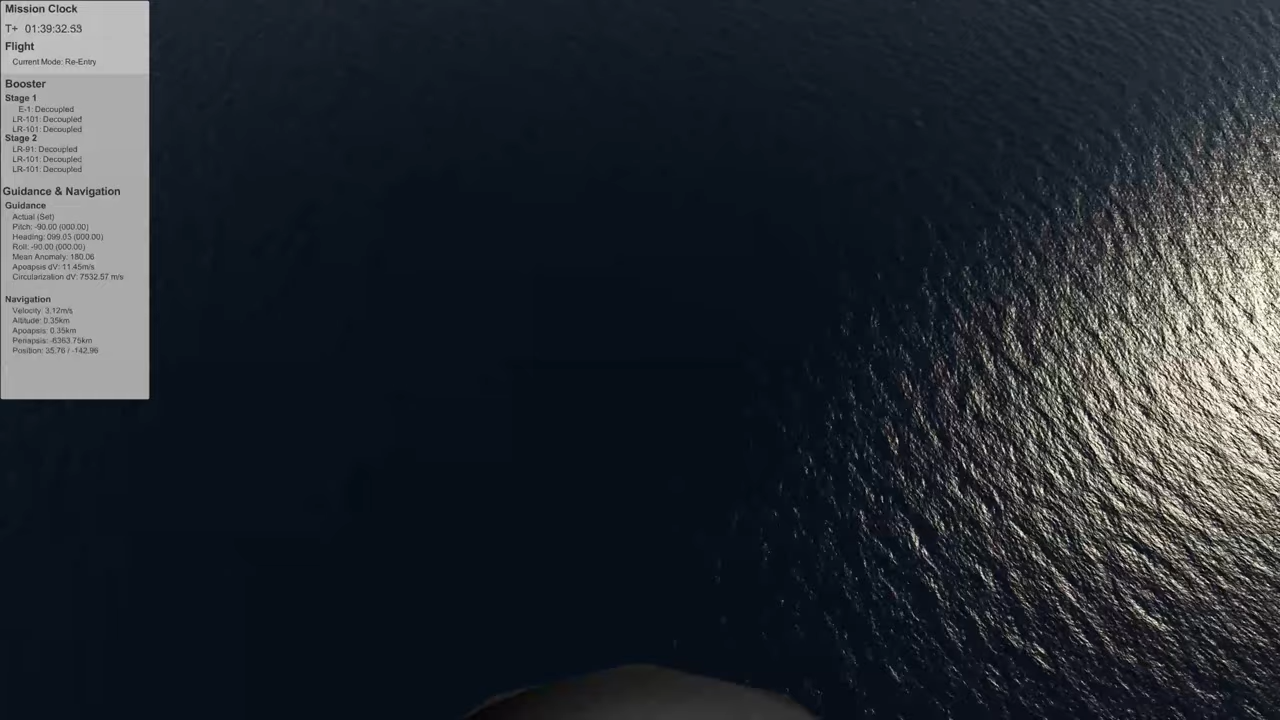 Mission Clock
T+ 01:39:32.53
Flight
Current Mode: Re-Entry
Booster
Stage 1
E-1: Decoupled
LR-101: Decoupled
LR-101: Decoupled
Stage 2
LR-91: Decoupled
LR-101: Decoupled
LR-101: Decoupled
Guidance & Navigation
Guidance
Actual (Set)
Pitch: -90.00 (000.00)
Heading: 099.05 (000.00)
Roll: -90.00 (000.00)
Mean Anomaly: 180.06
Apoapsis dV: 11.45m/s
Circularization dV: 7532.57 m/s
Navigation
Velocity: 3.12m/s
Altitude: 0.35km
Apoapsis: 0.35km
Periapsis: -6363.75km
Position: 35.76 / -142.96